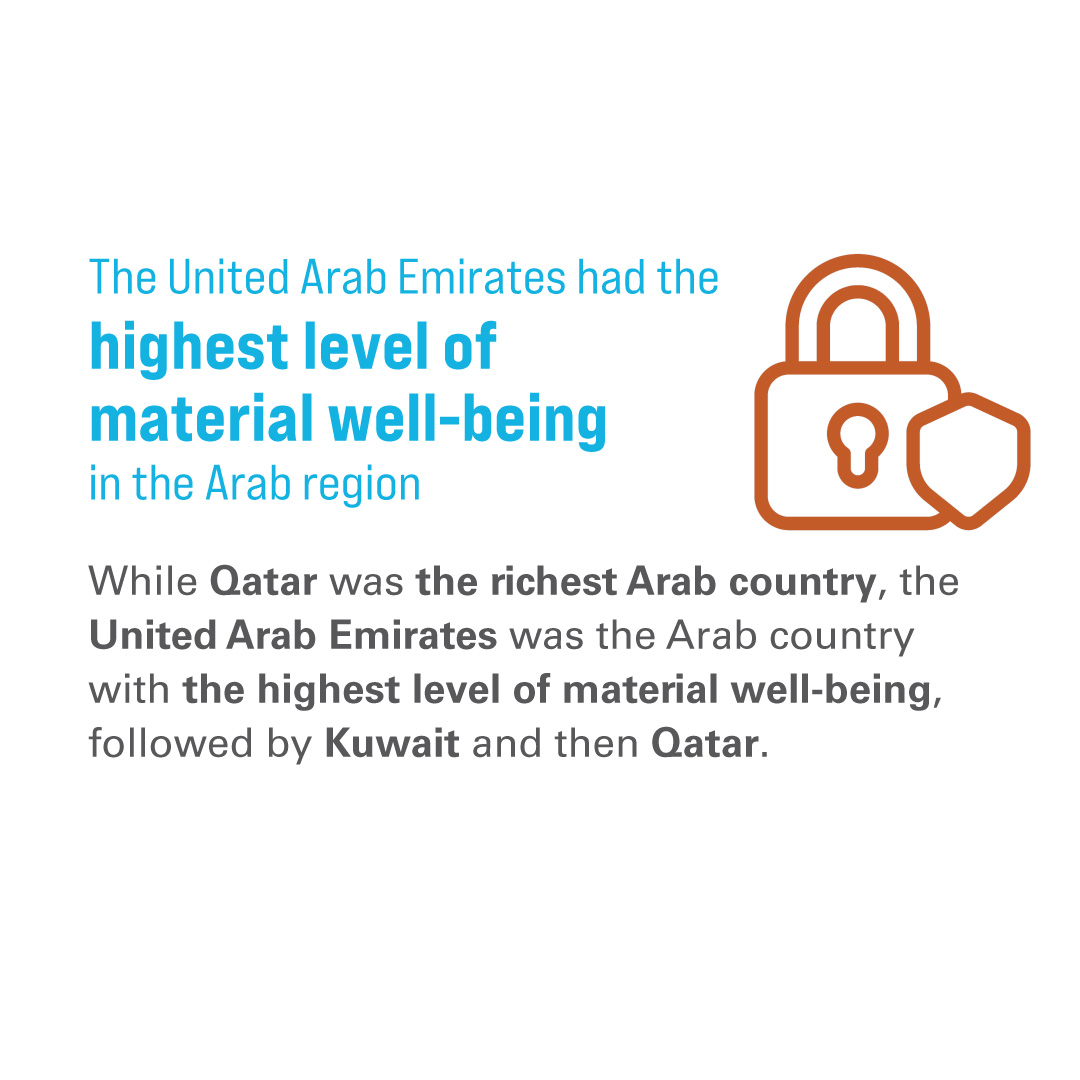 The United Arab Emirates had the
highest level of
material well-being
in the Arab region
While Qatar was the richest Arab country, the
United Arab Emirates was the Arab country
with the highest level of material well-being,
followed by Kuwait and then Qatar.